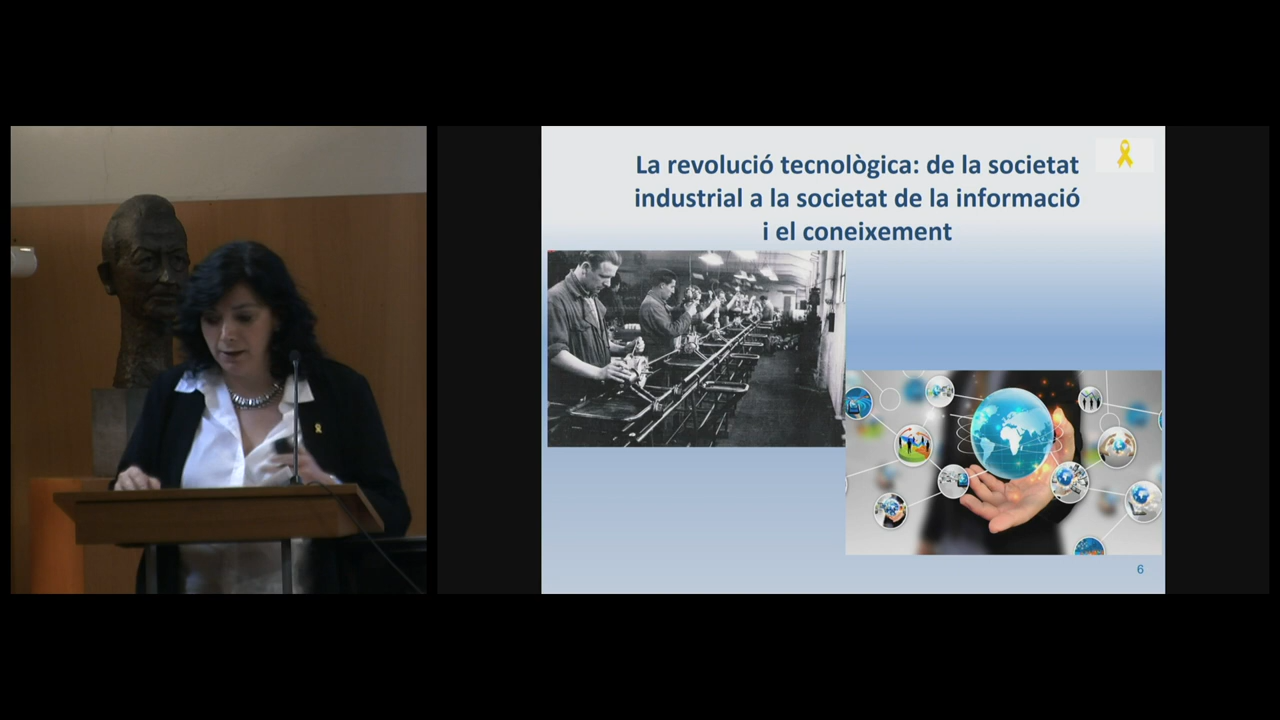 La revolució tecnològica: de la societat
industrial a la societat de la informació
i el coneixement
6